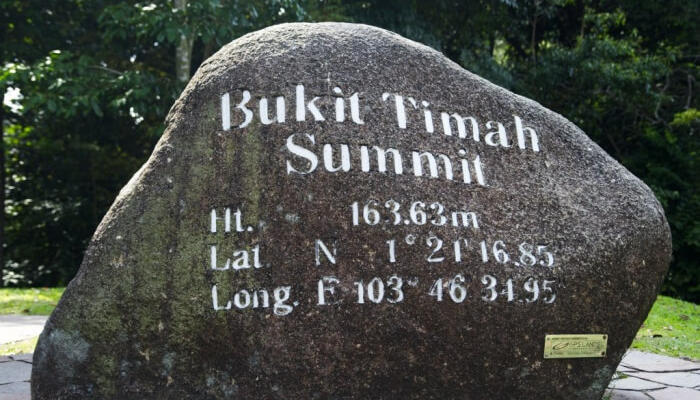 Bukit Timah
Summit
Ht. 163.63m
Lat N 1° 21' 16.85
Long. E 103° 46 34.95